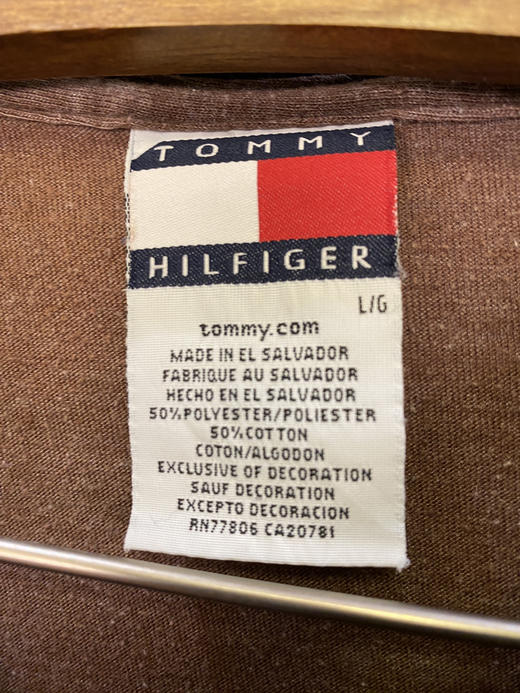 TOMMY
HILFIGER
L/G
tommy.com
MADE IN EL SALVADOR
FABRIQUE AU SALVADOR
HECHO EN EL SALVADOR
50%POLYESTER/POLIESTER
50%COTTON
COTON/ALGODON
EXCLUSIVE OF DECORATION
SAUF DECORATION
EXCEPTO DECORACION
RN77806 CA20781